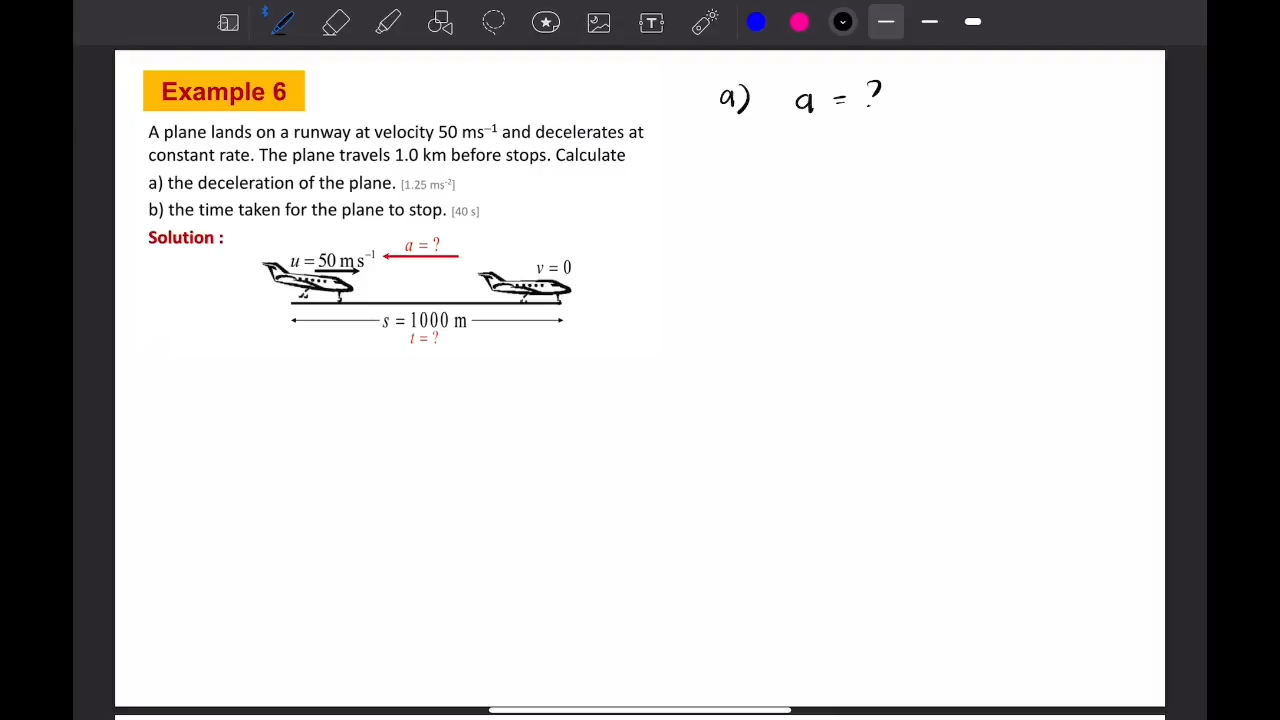 Example 6
A plane lands on a runway at velocity 50 ms⁻¹ and decelerates at
constant rate. The plane travels 1.0 km before stops. Calculate
a) the deceleration of the plane. [1.25 ms⁻²]
b) the time taken for the plane to stop. [40 s]
Solution :
u = 50 m s⁻¹
a = ?
v = 0
s = 1000 m
t = ?
a) a = ?
T